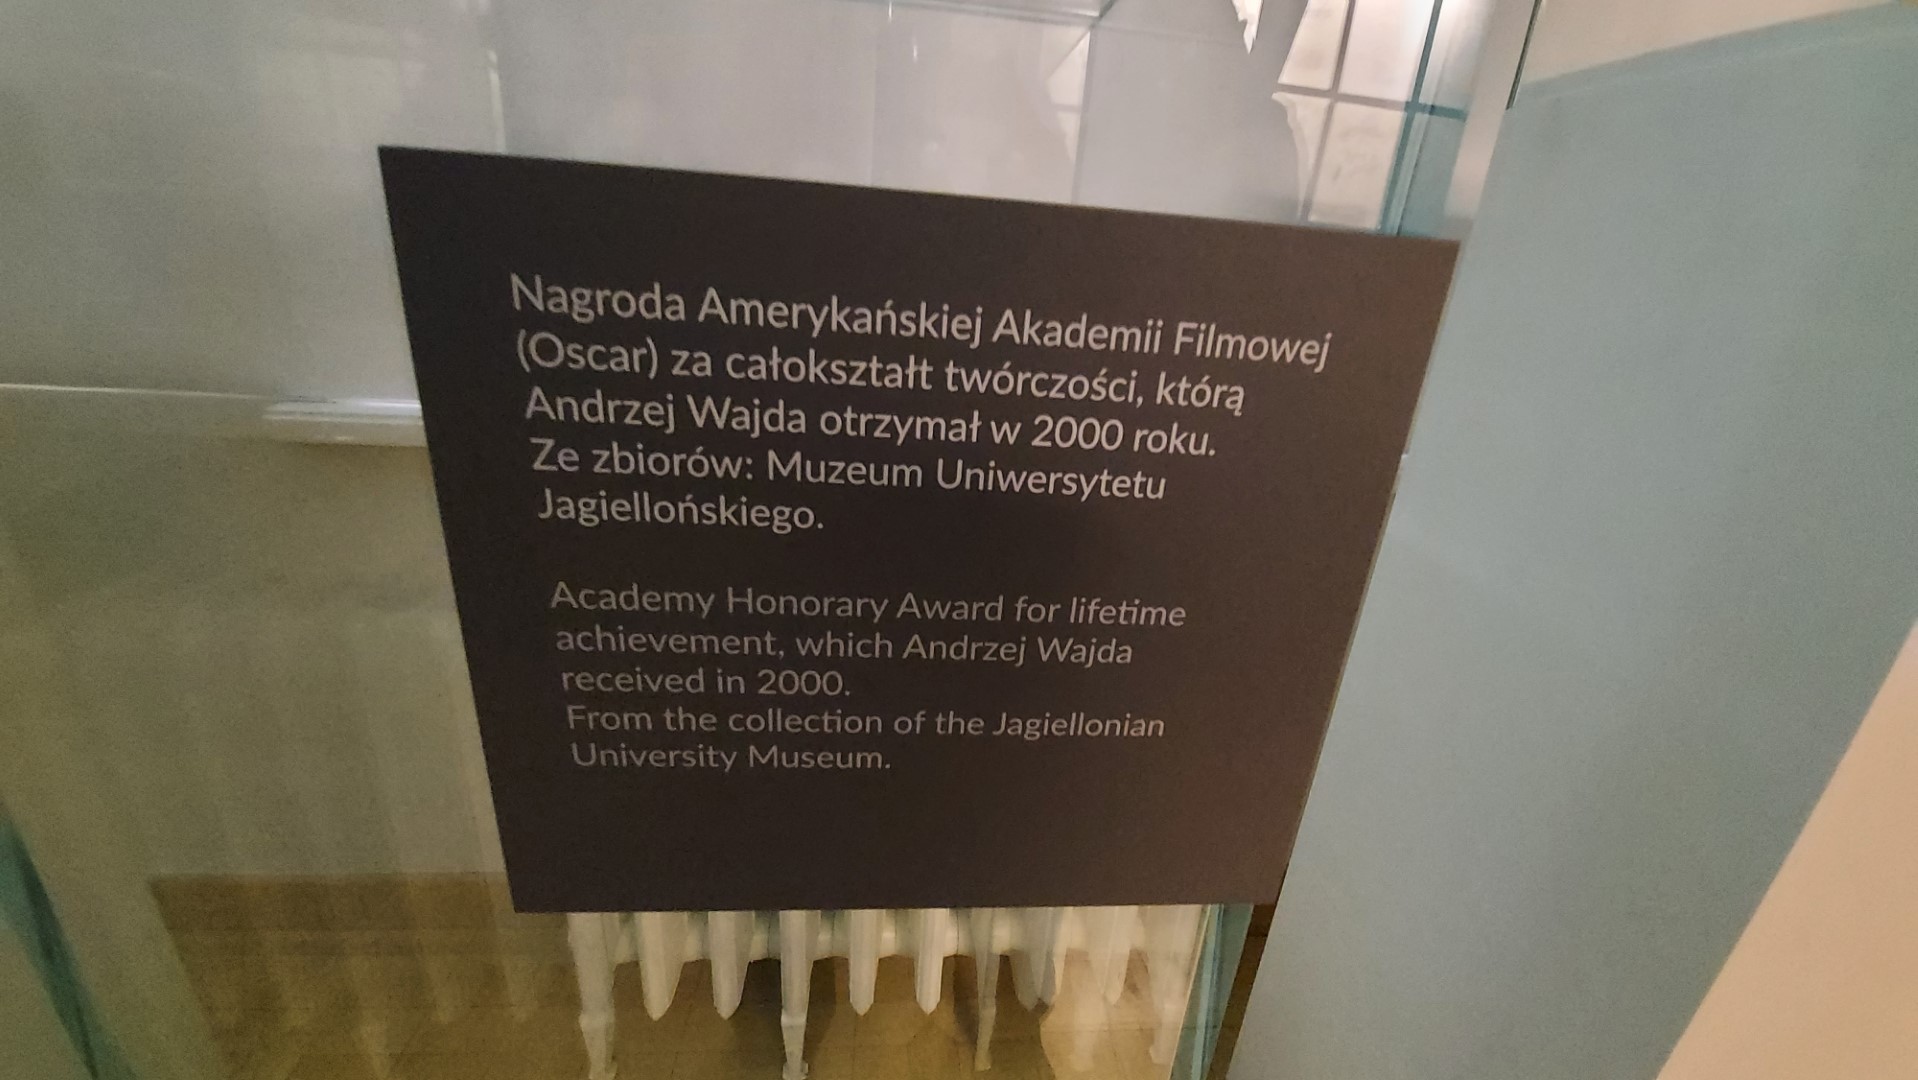 Nagroda Amerykańskiej Akademii Filmowej
(Oscar) za całokształt twórczości, którą
Andrzej Wajda otrzymał w 2000 roku.
Ze zbiorów: Muzeum Uniwersytetu
Jagiellońskiego.
Academy Honorary Award for lifetime
achievement, which Andrzej Wajda
received in 2000.
From the collection of the Jagiellonian
University Museum.